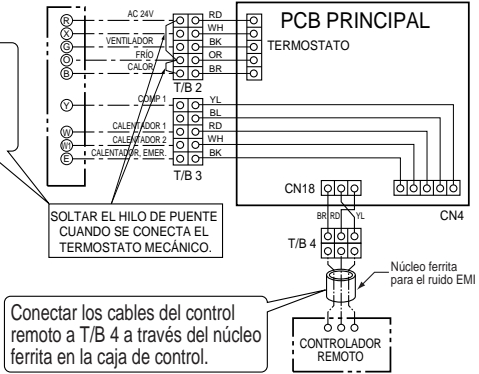 R AC 24V RD
X WH
G VENTILADOR BK
O FRÍO OR
B CALOR BR
T/B 2
PCB PRINCIPAL
TERMOSTATO
Y COMP 1 YL
BL
W CALENTADOR 1 RD
W1 CALENTADOR 2 WH
E CALENTADOR. EMER. BK
T/B 3
CN18
CN4
BR RD YL
T/B 4
SOLTAR EL HILO DE PUENTE
CUANDO SE CONECTA EL
TERMOSTATO MECÁNICO.
Núcleo ferrita
para el ruido EMI
Conectar los cables del control
remoto a T/B 4 a través del núcleo
ferrita en la caja de control.
CONTROLADOR
REMOTO